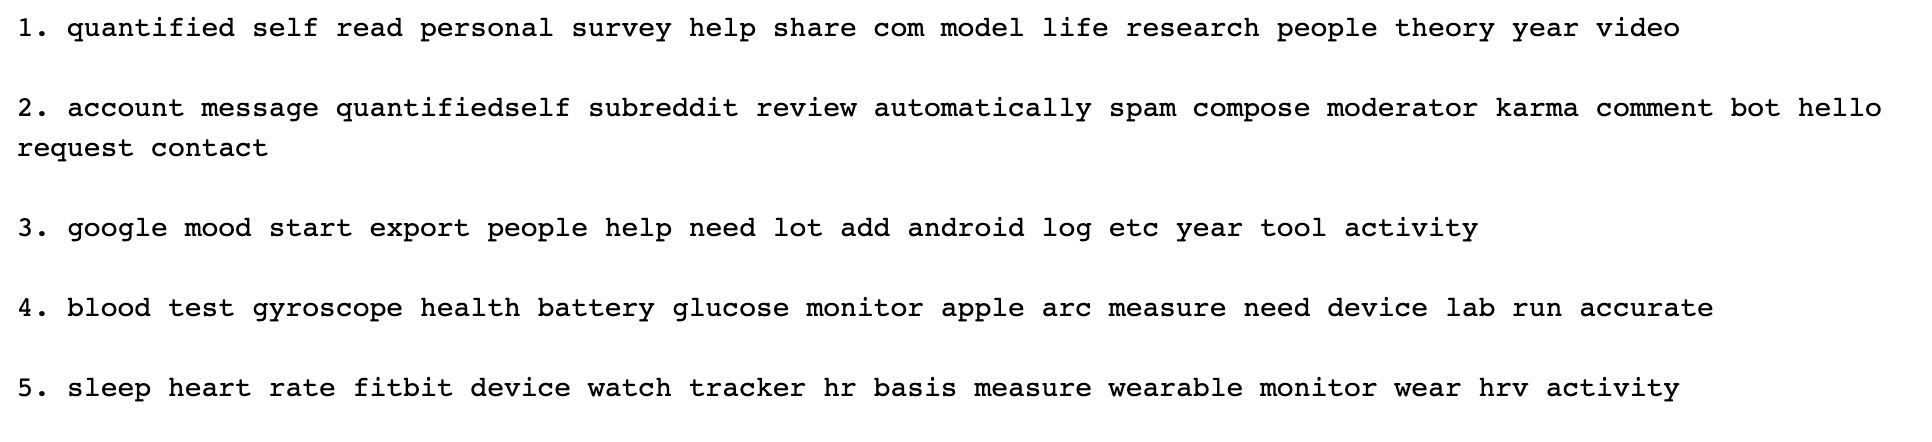 1. quantified self read personal survey help share com model life research people theory year video
2. account message quantifiedself subreddit review automatically spam compose moderator karma comment bot hello
request contact
3. google mood start export people help need lot add android log etc year tool activity
4. blood test gyroscope health battery glucose monitor apple arc measure need device lab run accurate
5. sleep heart rate fitbit device watch tracker hr basis measure wearable monitor wear hrv activity